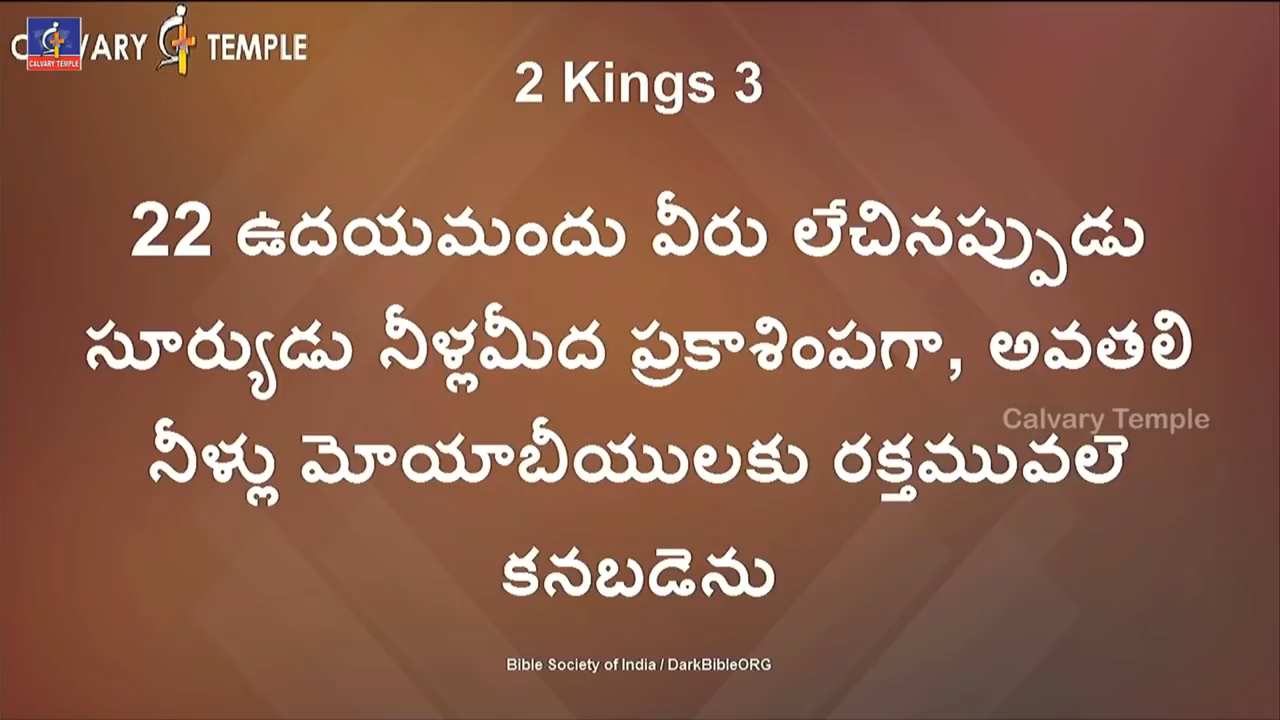 CALVARY TEMPLE
CALVARY TEMPLE
2 Kings 3
22 ఉదయమందు వీరు లేచినప్పుడు
సూర్యుడు నీళ్లమీద ప్రకాశింపగా, అవతలి
Calvary Temple
నీళ్లు మోయాబీయులకు రక్తమువలె
కనబడెను
Bible Society of India / DarkBibleORG